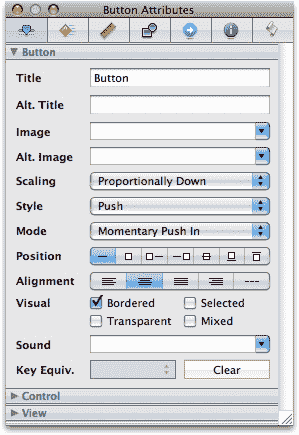 Button Attributes
Button
Title Button
Alt. Title
Image
Alt. Image
Scaling Proportionally Down
Style Push
Mode Momentary Push In
Position
Alignment
Visual Bordered Selected
Transparent Mixed
Sound
Key Equiv. Clear
Control
View